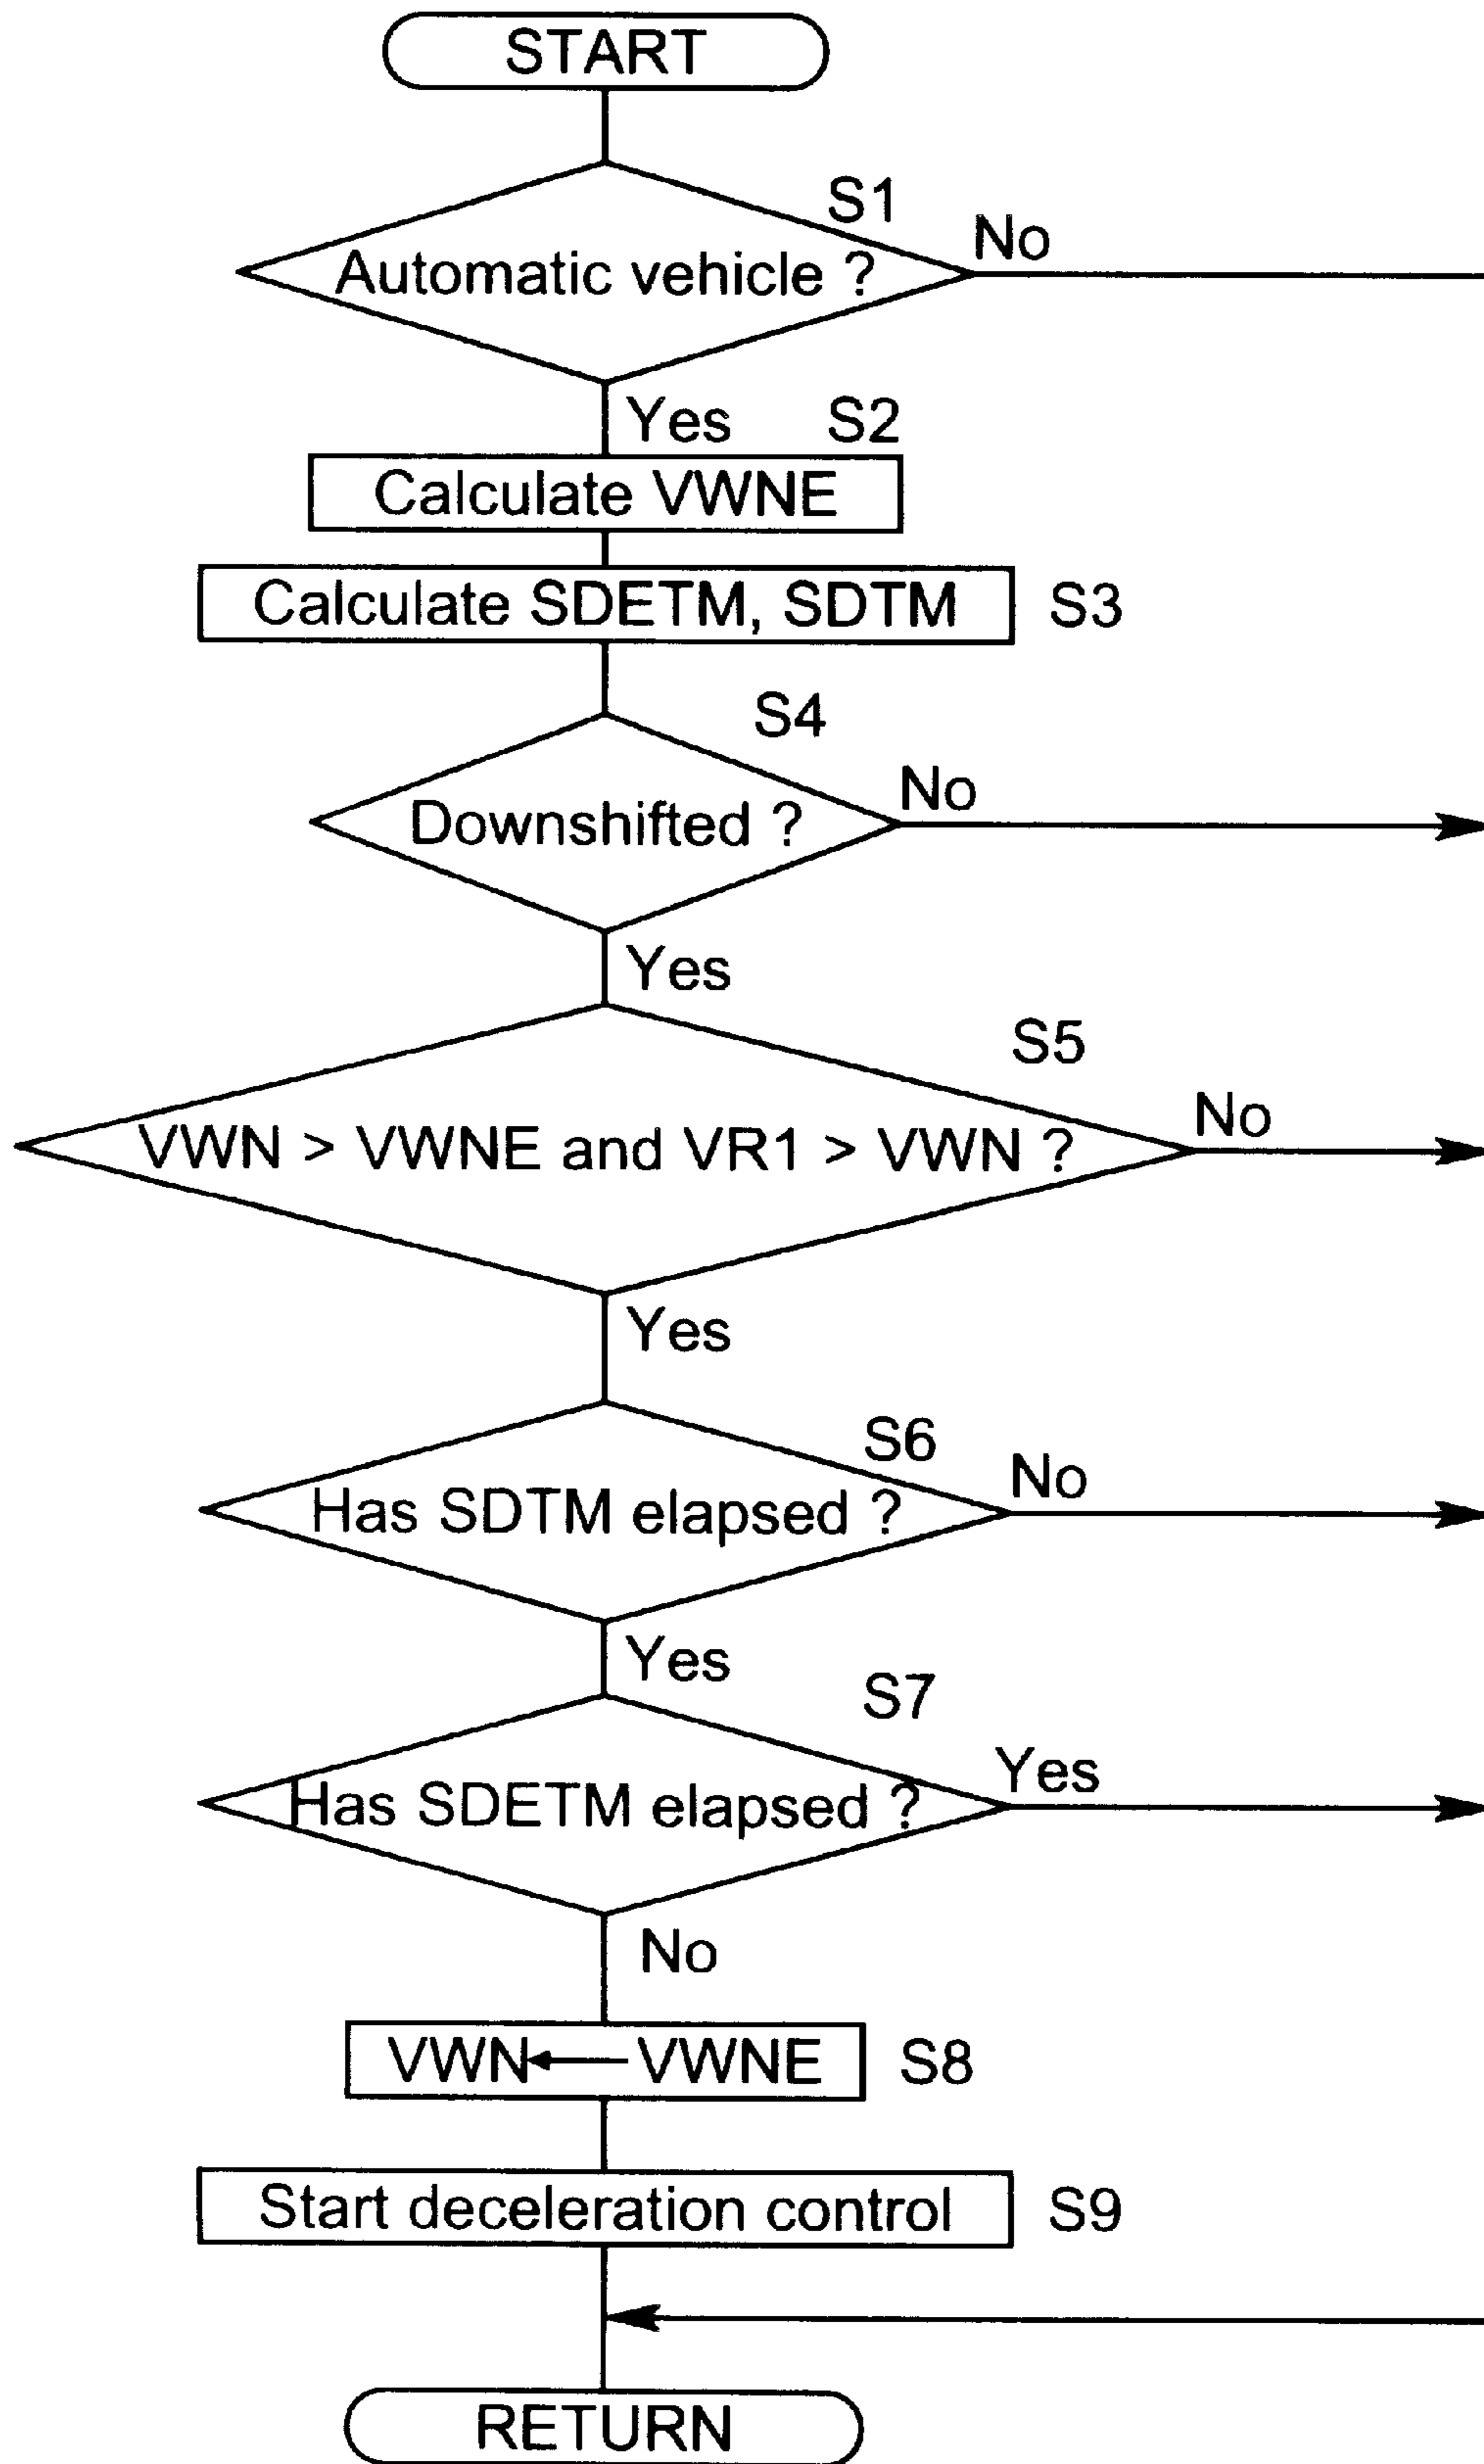 START
S1
No
Automatic vehicle ?
Yes
S2
Calculate VWNE
Calculate SDETM, SDTM
S3
S4
No
Downshifted ?
Yes
S5
No
VWN > VWNE and VR1 > VWN ?
Yes
S6
No
Has SDTM elapsed ?
Yes
S7
Yes
Has SDETM elapsed ?
No
VWN ← VWNE
S8
Start deceleration control
S9
RETURN